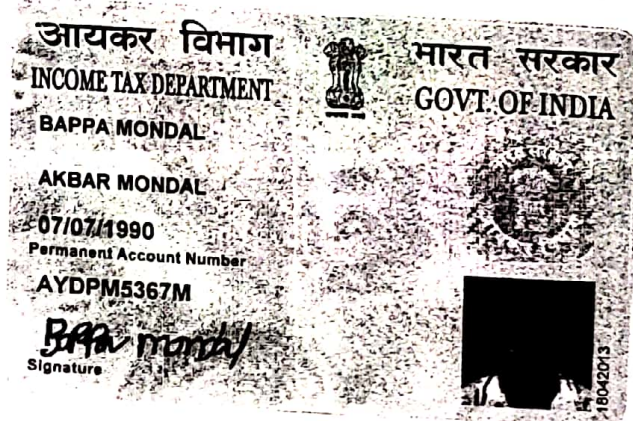 आयकर विभाग
INCOME TAX DEPARTMENT
भारत सरकार
GOVT. OF INDIA
BAPPA MONDAL
AKBAR MONDAL
07/07/1990
Permanent Account Number
AYDPM5367M
Bappa mondal
Signature
18042013